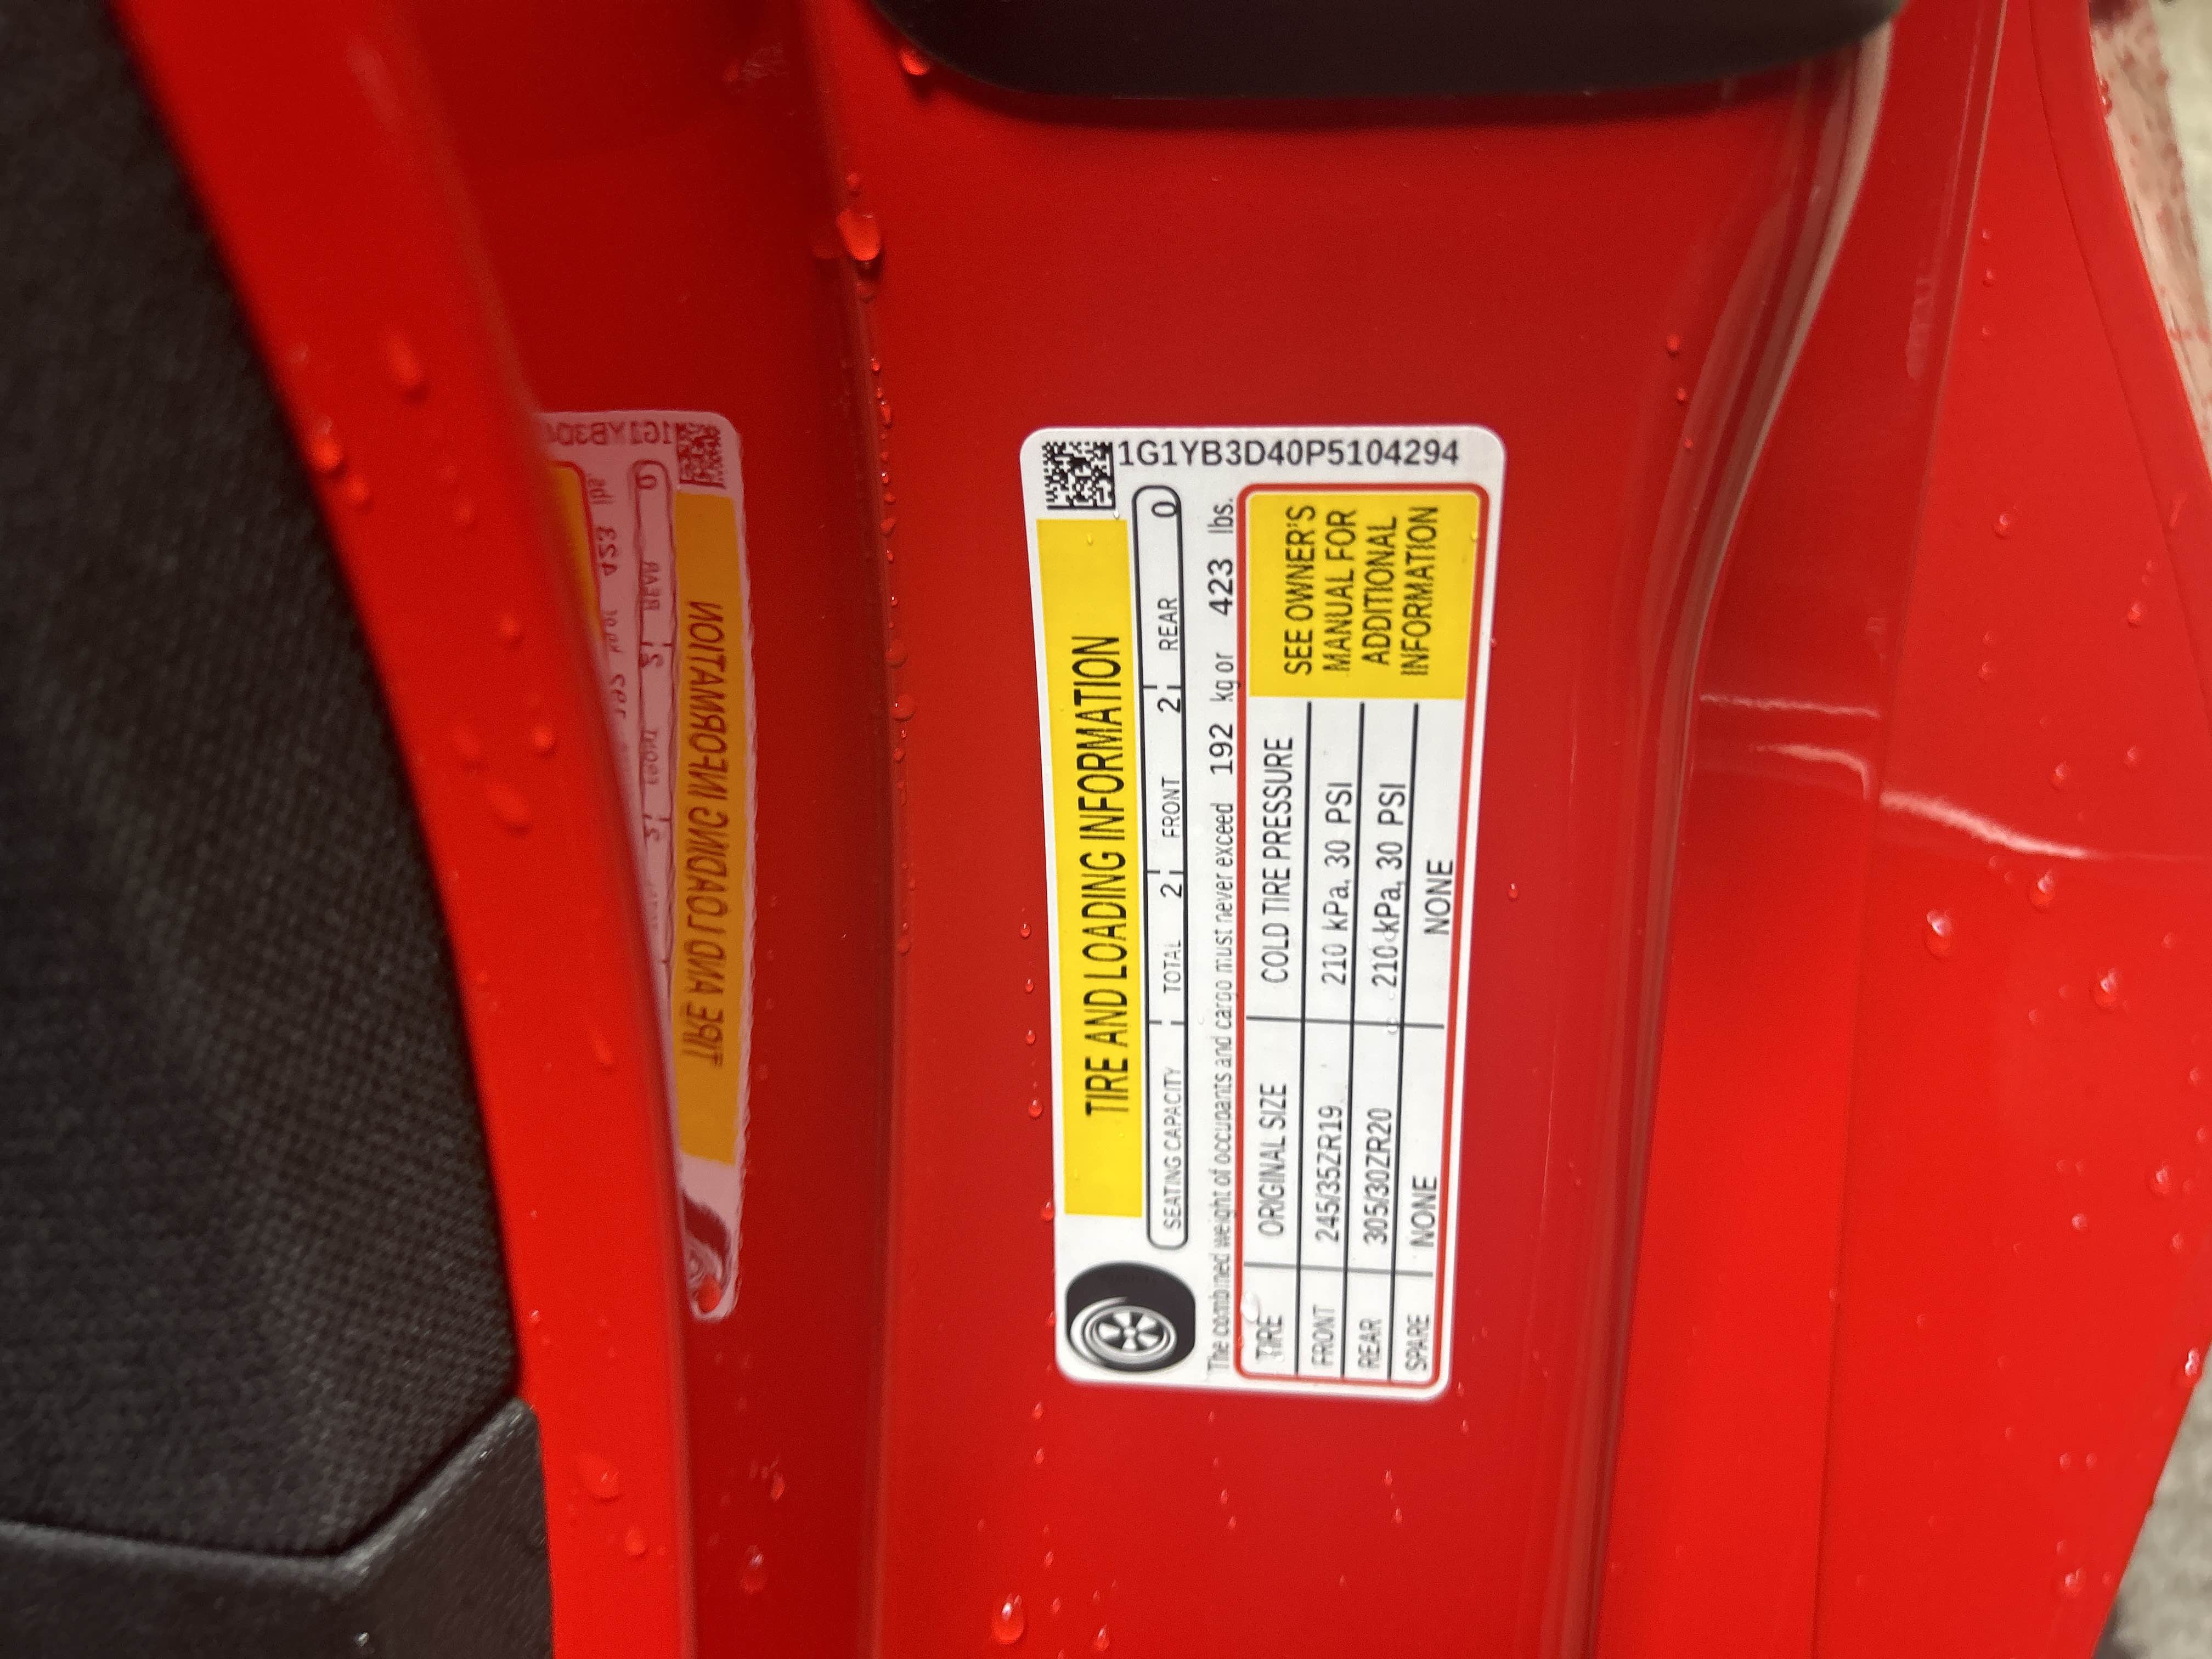 1G1YB3D40P5104294
TIRE AND LOADING INFORMATION
SEATING CAPACITY TOTAL 2 FRONT 2 REAR 0
The combined weight of occupants and cargo must never exceed 192 kg or 423 lbs.
TIRE ORIGINAL SIZE COLD TIRE PRESSURE
FRONT 245/35ZR19 210 kPa, 30 PSI
REAR 305/30ZR20 210 kPa, 30 PSI
SPARE NONE NONE
SEE OWNER'S
MANUAL FOR
ADDITIONAL
INFORMATION